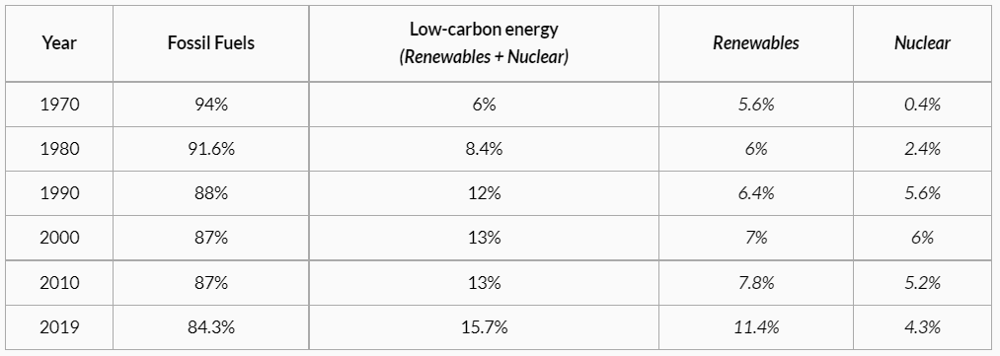 Year Fossil Fuels Low-carbon energy (Renewables + Nuclear) Renewables Nuclear
1970 94% 6% 5.6% 0.4%
1980 91.6% 8.4% 6% 2.4%
1990 88% 12% 6.4% 5.6%
2000 87% 13% 7% 6%
2010 87% 13% 7.8% 5.2%
2019 84.3% 15.7% 11.4% 4.3%